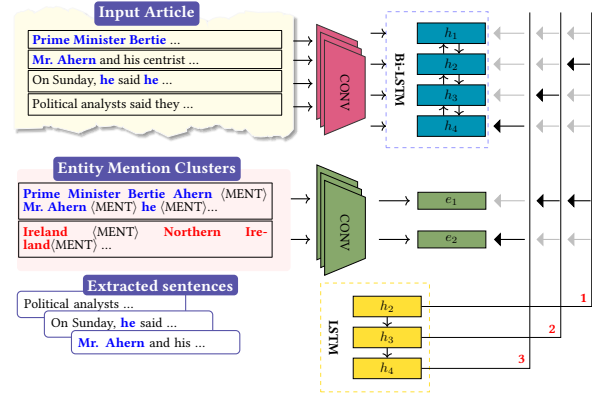 Input Article
Prime Minister Bertie ...
Mr. Ahern and his centrist ...
On Sunday, he said he ...
Political analysts said they ...
CONV
Bi-LSTM
h1
h2
h3
h4
Entity Mention Clusters
Prime Minister Bertie Ahern ⟨MENT⟩
Mr. Ahern ⟨MENT⟩ he ⟨MENT⟩...
Ireland ⟨MENT⟩ Northern Ire-
land⟨MENT⟩ ...
CONV
e1
e2
Extracted sentences
Political analysts ...
On Sunday, he said ...
Mr. Ahern and his ...
LSTM
h2
h3
h4
1
2
3